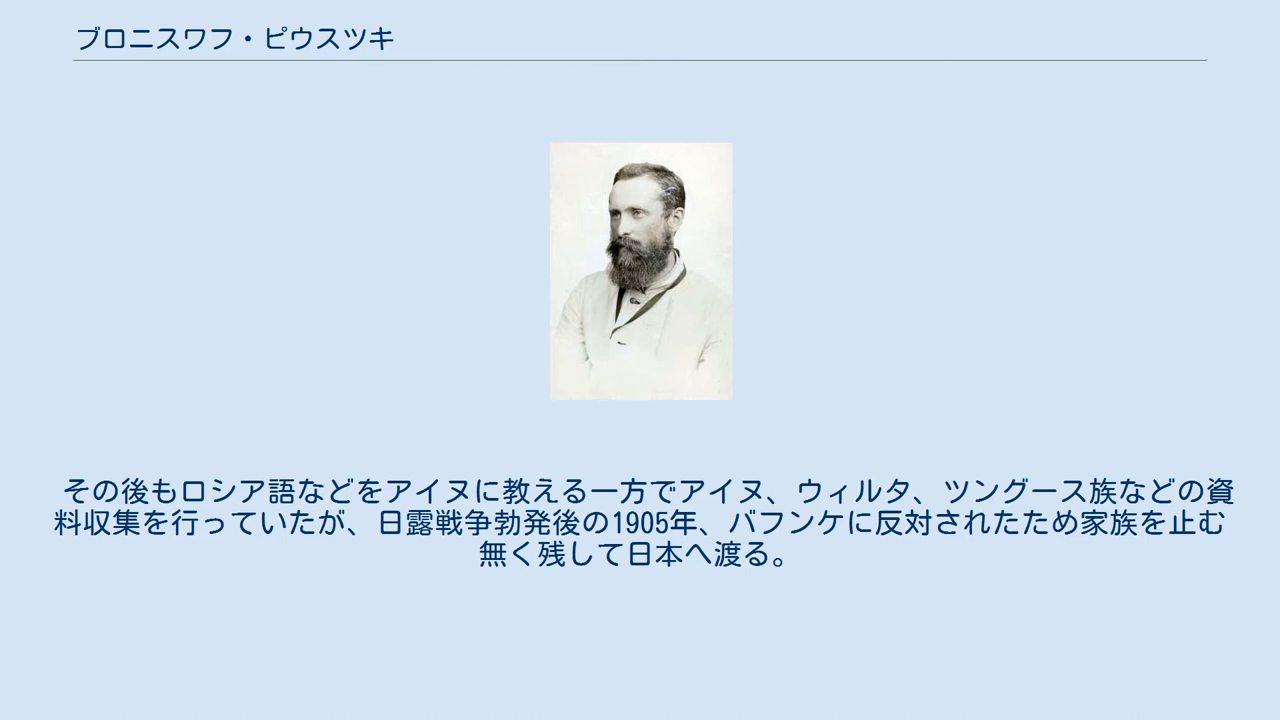 ブロニスワフ・ピウスツキ
その後もロシア語などをアイヌに教える一方でアイヌ、ウィルタ、ツングース族などの資
料収集を行っていたが、日露戦争勃発後の1905年、バフンケに反対されたため家族を止む
無く残して日本へ渡る。